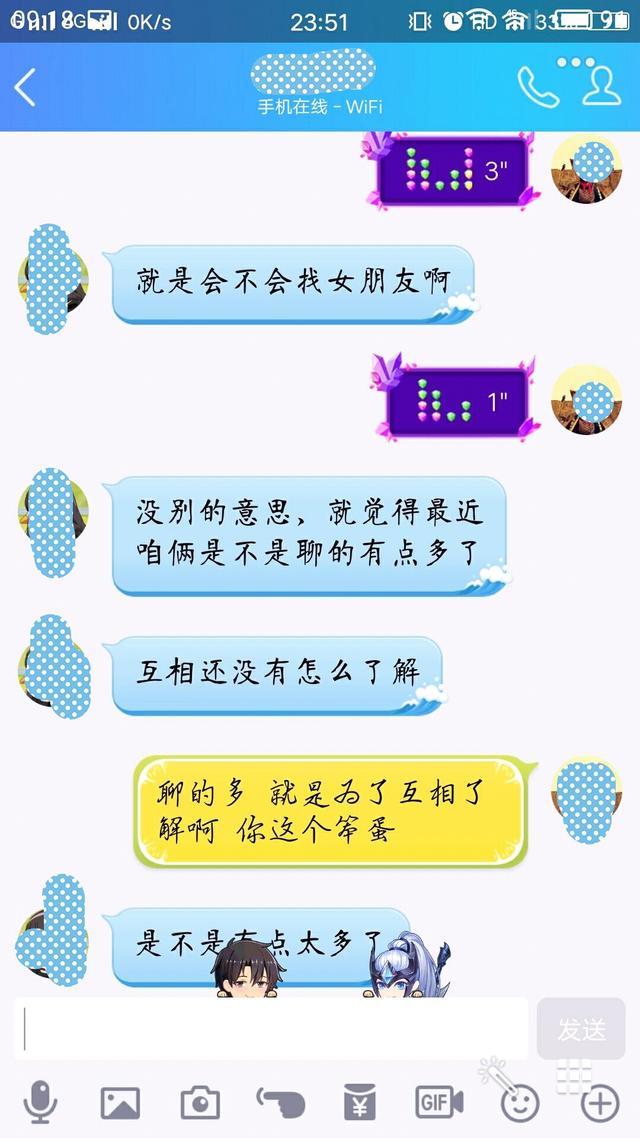 23:51
0K/s
手机在线 - WiFi
3"
就是会不会找女朋友啊
1"
没别的意思，就觉得最近
咱俩是不是聊的有点多了
互相还没有怎么了解
聊的多 就是为了互相了
解啊 你这个笨蛋
是不是有点太多了
发送
GIF